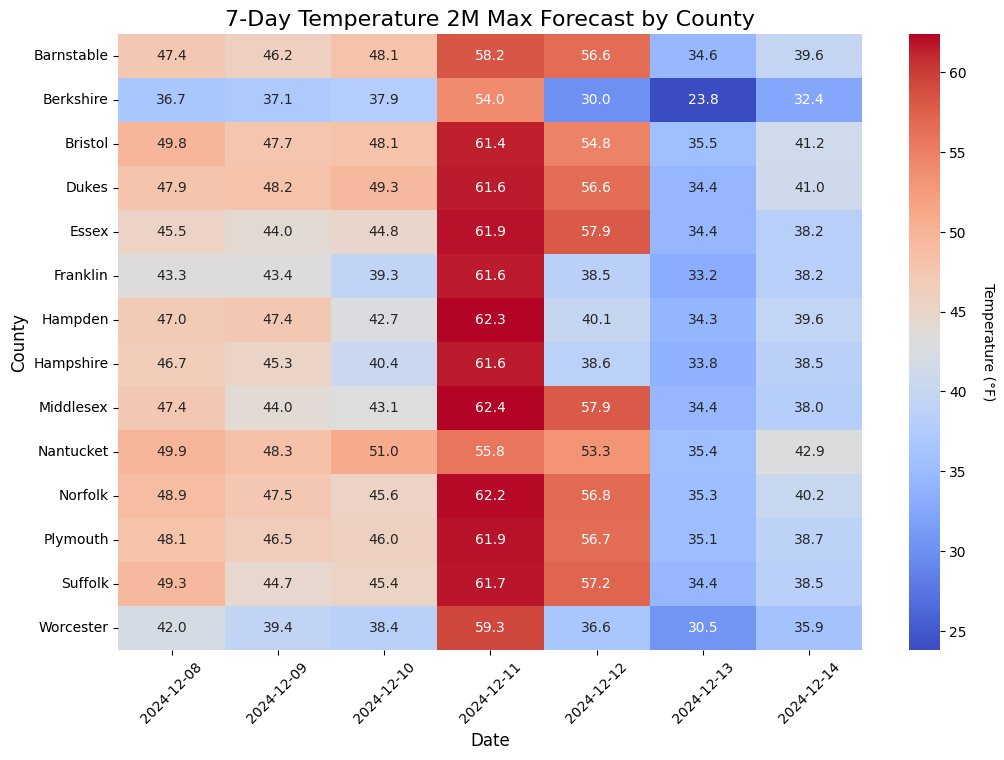 7-Day Temperature 2M Max Forecast by County
County
Barnstable 47.4 46.2 48.1 58.2 56.6 34.6 39.6
Berkshire 36.7 37.1 37.9 54.0 30.0 23.8 32.4
Bristol 49.8 47.7 48.1 61.4 54.8 35.5 41.2
Dukes 47.9 48.2 49.3 61.6 56.6 34.4 41.0
Essex 45.5 44.0 44.8 61.9 57.9 34.4 38.2
Franklin 43.3 43.4 39.3 61.6 38.5 33.2 38.2
Hampden 47.0 47.4 42.7 62.3 40.1 34.3 39.6
Hampshire 46.7 45.3 40.4 61.6 38.6 33.8 38.5
Middlesex 47.4 44.0 43.1 62.4 57.9 34.4 38.0
Nantucket 49.9 48.3 51.0 55.8 53.3 35.4 42.9
Norfolk 48.9 47.5 45.6 62.2 56.8 35.3 40.2
Plymouth 48.1 46.5 46.0 61.9 56.7 35.1 38.7
Suffolk 49.3 44.7 45.4 61.7 57.2 34.4 38.5
Worcester 42.0 39.4 38.4 59.3 36.6 30.5 35.9
2024-12-08 2024-12-09 2024-12-10 2024-12-11 2024-12-12 2024-12-13 2024-12-14
Date
60
55
50
45
40
35
30
25
Temperature (°F)